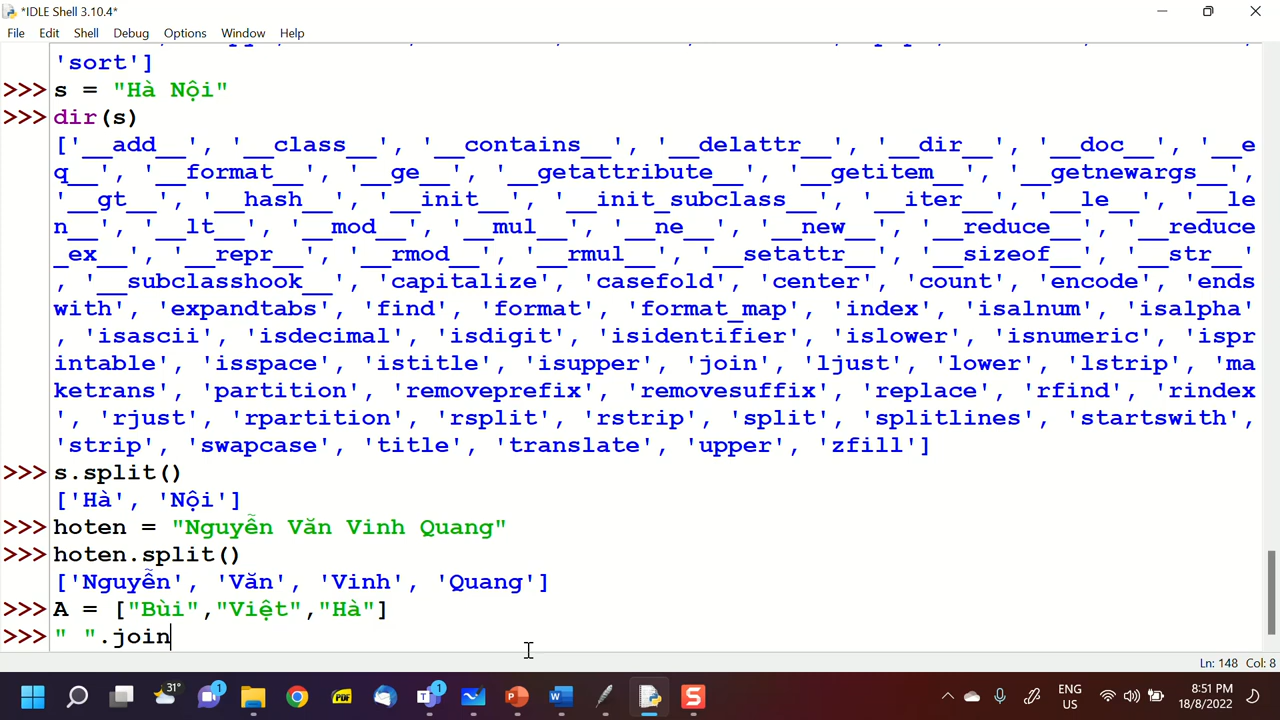 *IDLE Shell 3.10.4*
File Edit Shell Debug Options Window Help
'sort']
>>> s = "Hà Nội"
>>> dir(s)
['__add__', '__class__', '__contains__', '__delattr__', '__dir__', '__doc__', '__e
q__', '__format__', '__ge__', '__getattribute__', '__getitem__', '__getnewargs__',
'__gt__', '__hash__', '__init__', '__init_subclass__', '__iter__', '__le__', '__le
n__', '__lt__', '__mod__', '__mul__', '__ne__', '__new__', '__reduce__', '__reduce
_ex__', '__repr__', '__rmod__', '__rmul__', '__setattr__', '__sizeof__', '__str__'
, '__subclasshook__', 'capitalize', 'casefold', 'center', 'count', 'encode', 'ends
with', 'expandtabs', 'find', 'format', 'format_map', 'index', 'isalnum', 'isalpha'
, 'isascii', 'isdecimal', 'isdigit', 'isidentifier', 'islower', 'isnumeric', 'ispr
intable', 'isspace', 'istitle', 'isupper', 'join', 'ljust', 'lower', 'lstrip', 'ma
ketrans', 'partition', 'removeprefix', 'removesuffix', 'replace', 'rfind', 'rindex
', 'rjust', 'rpartition', 'rsplit', 'rstrip', 'split', 'splitlines', 'startswith',
'strip', 'swapcase', 'title', 'translate', 'upper', 'zfill']
>>> s.split()
['Hà', 'Nội']
>>> hoten = "Nguyễn Văn Vinh Quang"
>>> hoten.split()
['Nguyễn', 'Văn', 'Vinh', 'Quang']
>>> A = ["Bùi","Việt","Hà"]
>>> " ".join
Ln: 148 Col: 8
31° 1 PDF 1 ENG 8:51 PM
US 18/8/2022